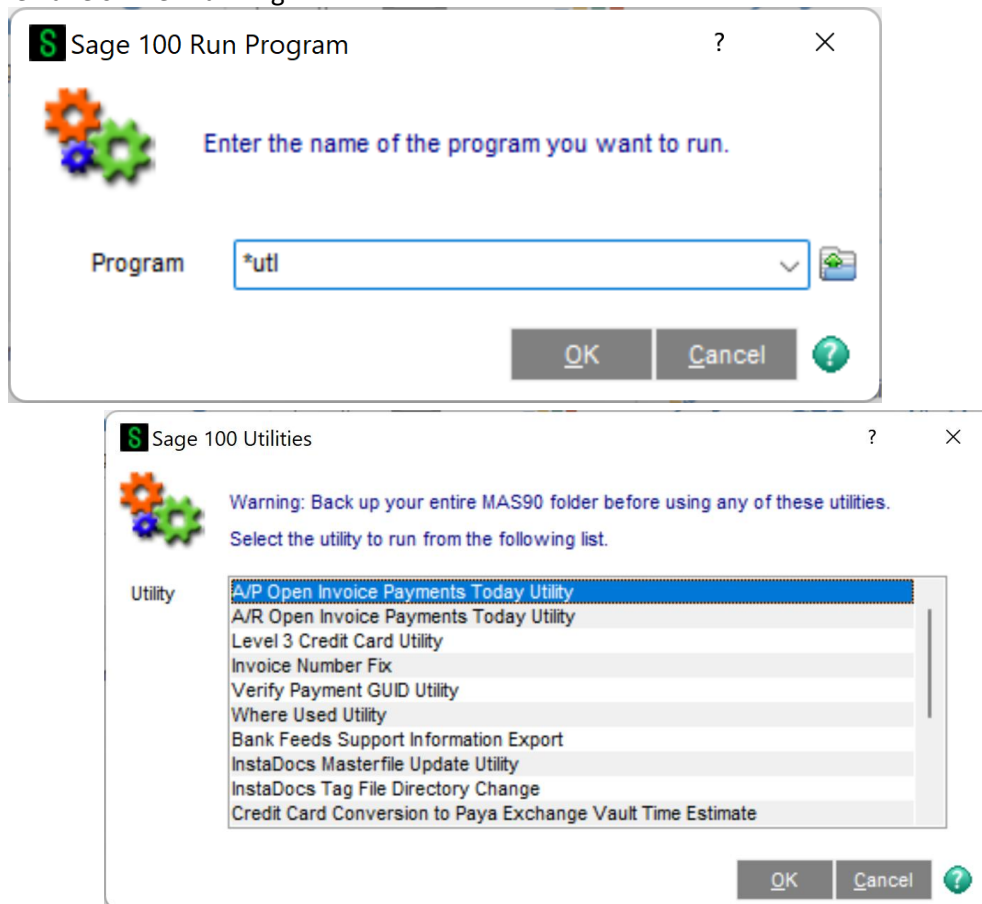 Sage 100 Run Program
?
Enter the name of the program you want to run.
Program
*utl
OK
Cancel
?
Sage 100 Utilities
?
Warning: Back up your entire MAS90 folder before using any of these utilities.
Select the utility to run from the following list.
Utility
A/P Open Invoice Payments Today Utility
A/R Open Invoice Payments Today Utility
Level 3 Credit Card Utility
Invoice Number Fix
Verify Payment GUID Utility
Where Used Utility
Bank Feeds Support Information Export
InstaDocs Masterfile Update Utility
InstaDocs Tag File Directory Change
Credit Card Conversion to Paya Exchange Vault Time Estimate
OK
Cancel
?